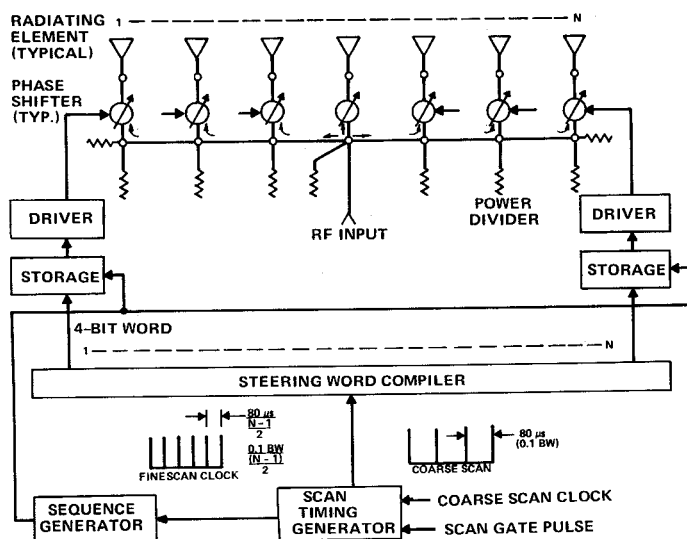 RADIATING
ELEMENT
(TYPICAL)
1
N
PHASE
SHIFTER
(TYP.)
DRIVER
RF INPUT
POWER
DIVIDER
DRIVER
STORAGE
STORAGE
4-BIT WORD
1
N
STEERING WORD COMPILER
80 µs
N - 1
2
0.1 BW
(N - 1)
2
FINESCAN CLOCK
80 µs
(0.1 BW)
COARSE SCAN
SEQUENCE
GENERATOR
SCAN
TIMING
GENERATOR
COARSE SCAN CLOCK
SCAN GATE PULSE